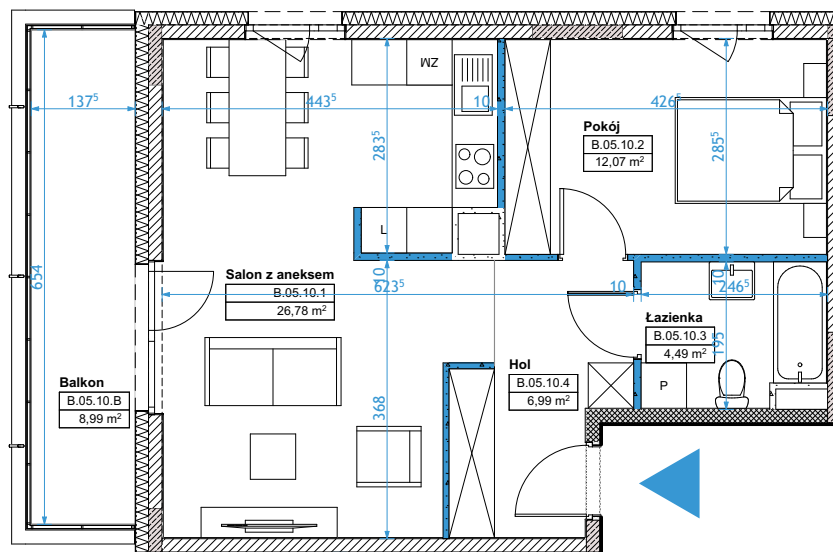 137⁵
443⁵
10
426⁵
ZM
283⁵
285⁵
Pokój
B.05.10.2
12,07 m²
L
654
Salon z aneksem
B.05.10.1
26,78 m²
10
623⁵
10
10
246⁵
Łazienka
B.05.10.3
4,49 m²
195
Balkon
B.05.10.B
8,99 m²
368
Hol
B.05.10.4
6,99 m²
P